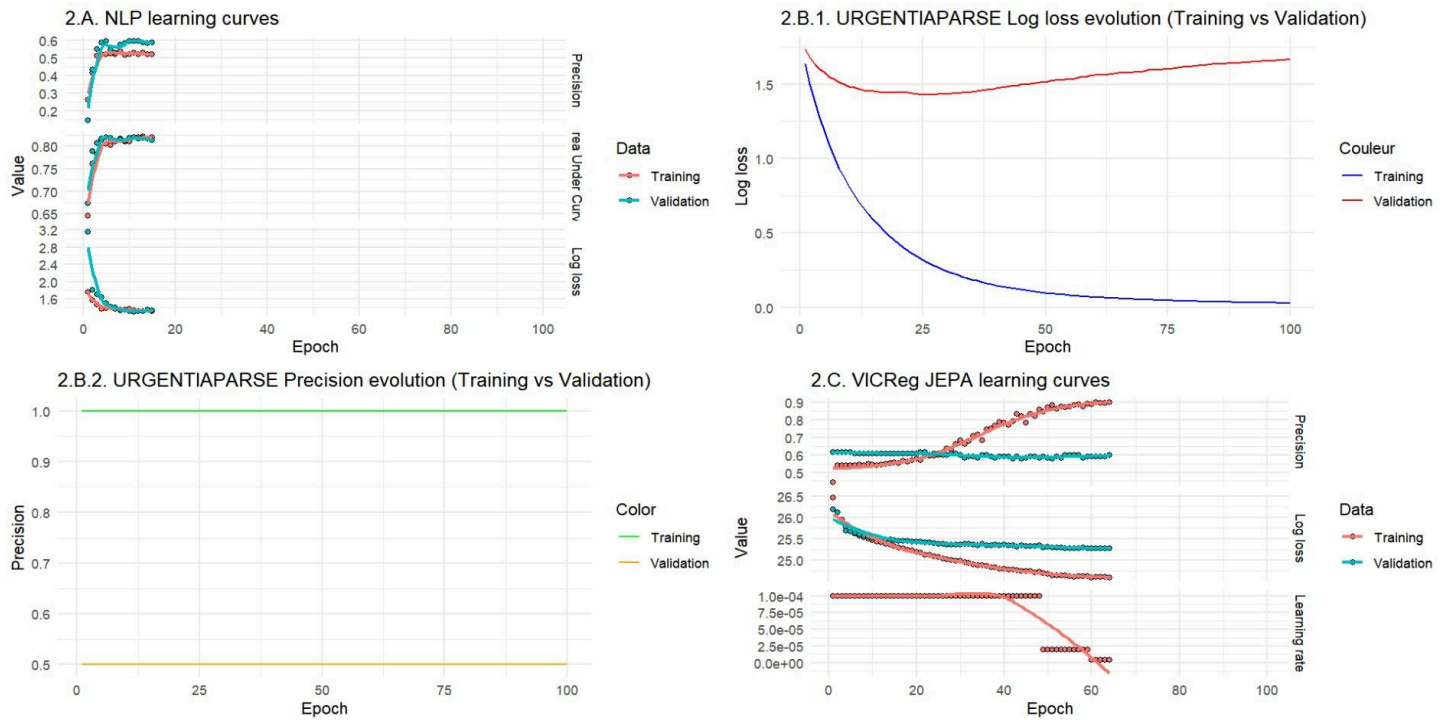 2.A. NLP learning curves
0.6
0.5
0.4
0.3
0.2
Precision
0.80
0.75
0.70
0.65
rea Under Curv
3.2
2.8
2.4
2.0
1.6
Log loss
Value
0 20 40 60 80 100
Epoch
Data
Training
Validation
2.B.1. URGENTIAPARSE Log loss evolution (Training vs Validation)
1.5
1.0
0.5
0.0
Log loss
0 25 50 75 100
Epoch
Couleur
Training
Validation
2.B.2. URGENTIAPARSE Precision evolution (Training vs Validation)
1.0
0.9
0.8
0.7
0.6
0.5
Precision
0 25 50 75 100
Epoch
Color
Training
Validation
2.C. VICReg JEPA learning curves
0.9
0.8
0.7
0.6
0.5
Precision
26.5
26.0
25.5
25.0
Log loss
1.0e-04
7.5e-05
5.0e-05
2.5e-05
0.0e+00
Learning rate
Value
0 20 40 60 80 100
Epoch
Data
Training
Validation